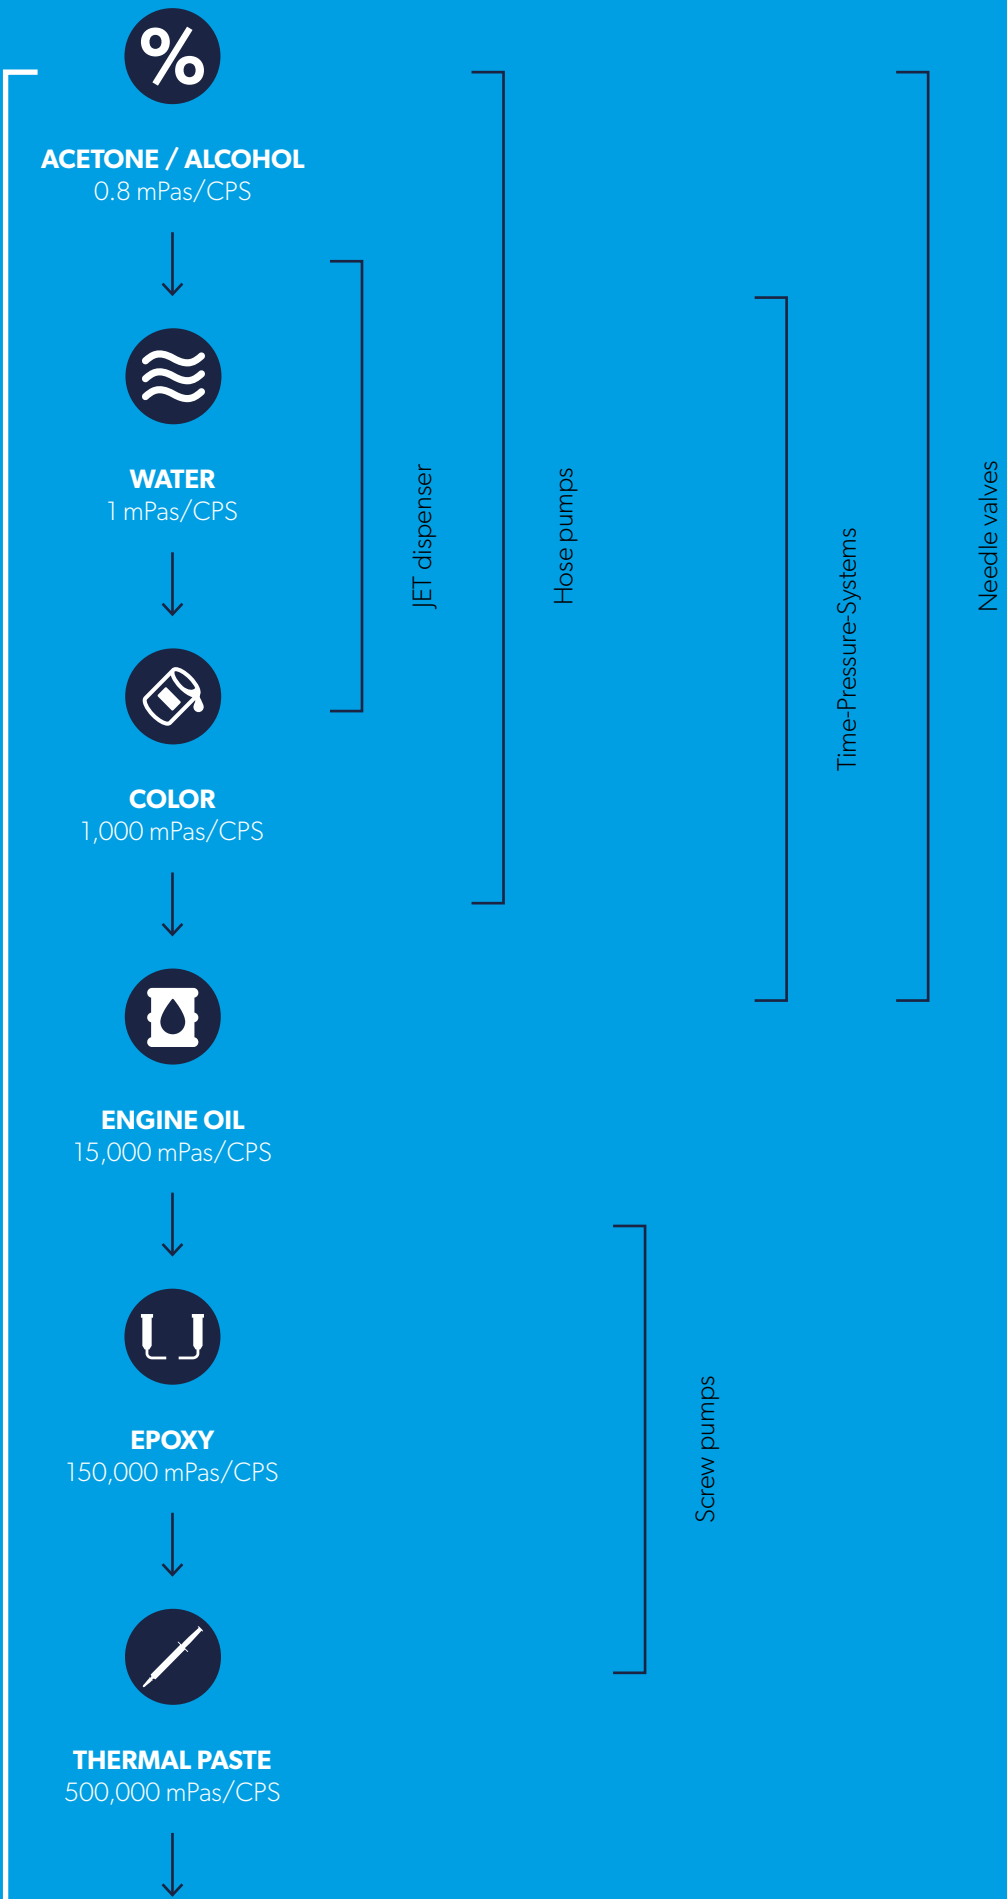 %
ACETONE / ALCOHOL
0.8 mPas/CPS
WATER
1 mPas/CPS
COLOR
1,000 mPas/CPS
ENGINE OIL
15,000 mPas/CPS
EPOXY
150,000 mPas/CPS
THERMAL PASTE
500,000 mPas/CPS
JET dispenser
Hose pumps
Screw pumps
Time-Pressure-Systems
Needle valves